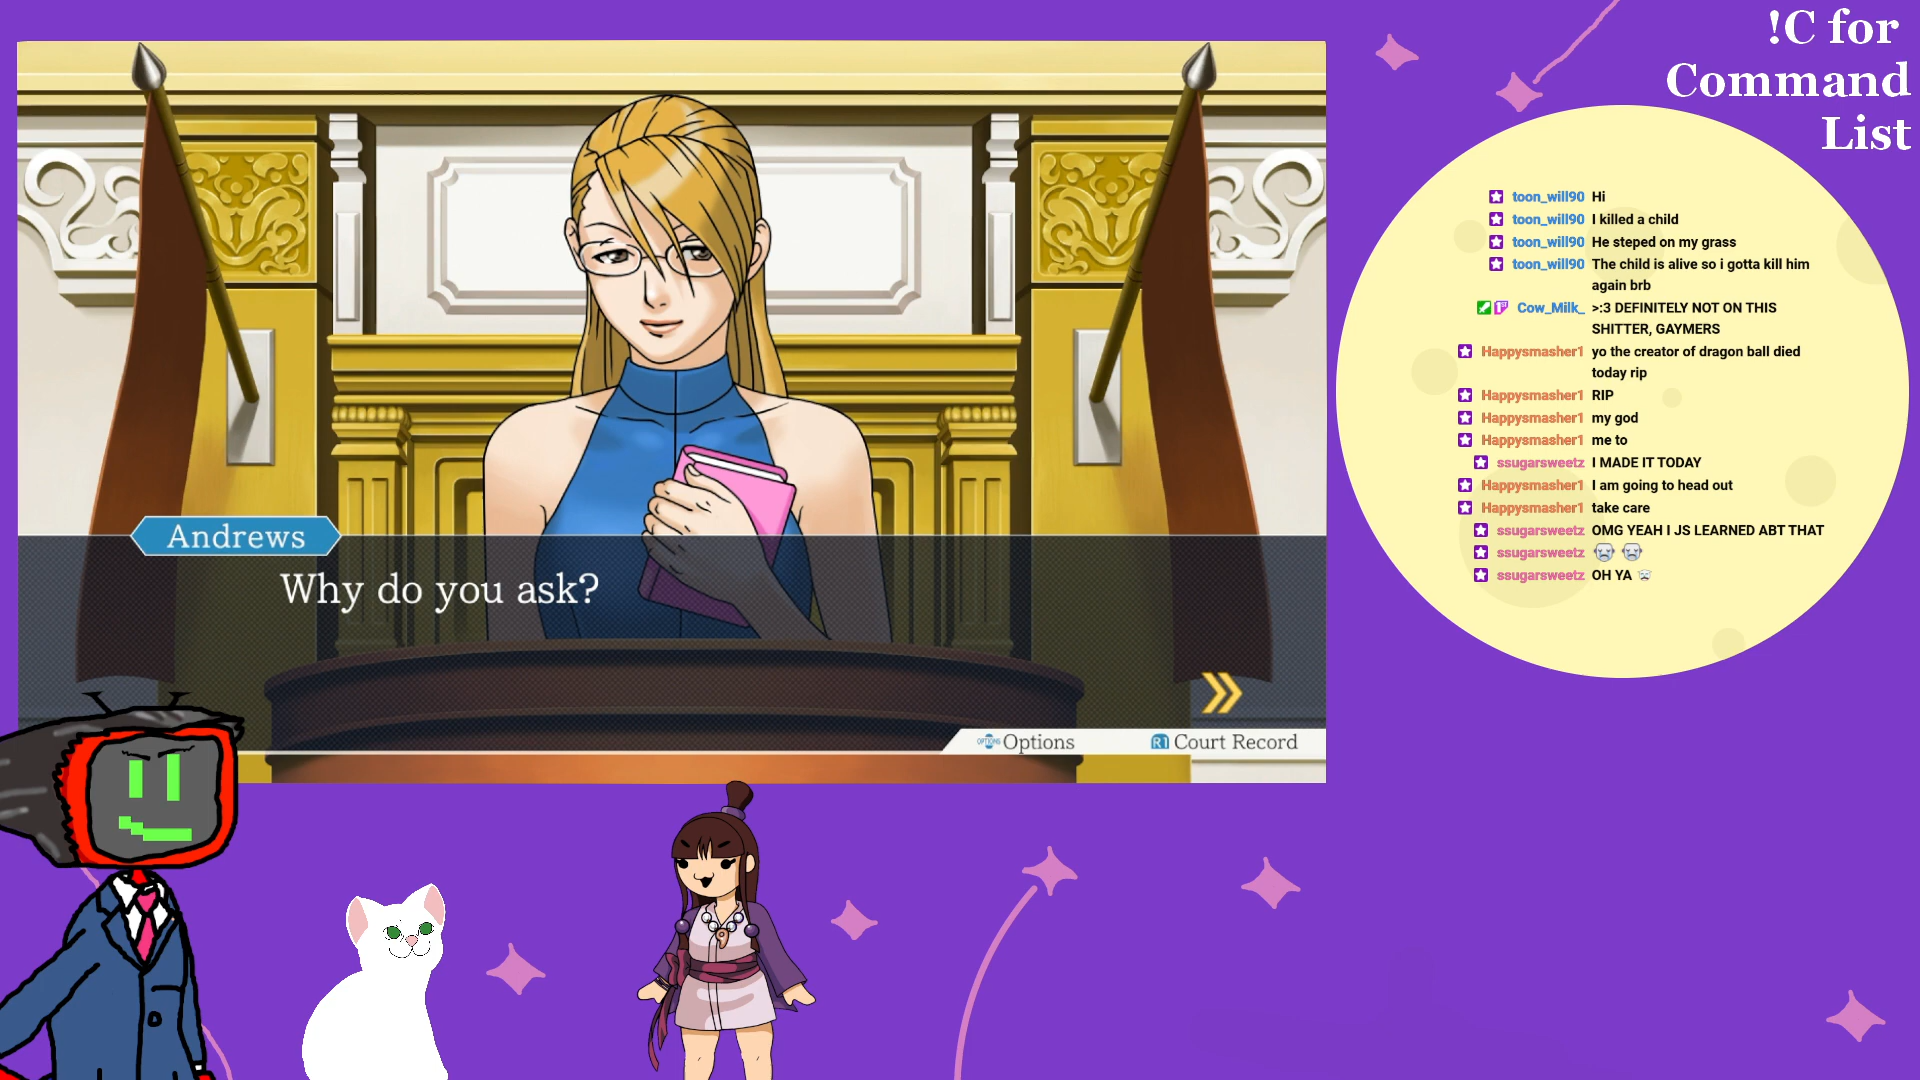 !C for
Command
List
toon_will90 Hi
toon_will90 I killed a child
toon_will90 He steped on my grass
toon_will90 The child is alive so i gotta kill him
again brb
Cow_Milk_ >:3 DEFINITELY NOT ON THIS
SHITTER, GAYMERS
Happysmasher1 yo the creator of dragon ball died
today rip
Happysmasher1 RIP
Happysmasher1 my god
Happysmasher1 me to
ssugarsweetz I MADE IT TODAY
Happysmasher1 I am going to head out
Happysmasher1 take care
ssugarsweetz OMG YEAH I JS LEARNED ABT THAT
ssugarsweetz
ssugarsweetz OH YA
Andrews
Why do you ask?
OPTIONS Options
R1 Court Record